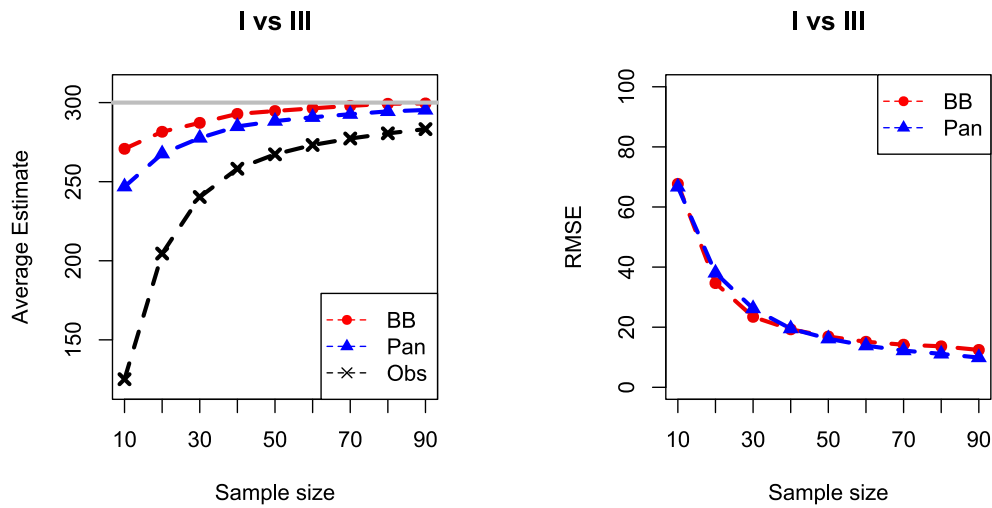 I vs III
Average Estimate
300
250
200
150
BB
Pan
Obs
10 30 50 70 90
Sample size
I vs III
RMSE
100
80
60
40
20
0
BB
Pan
10 30 50 70 90
Sample size